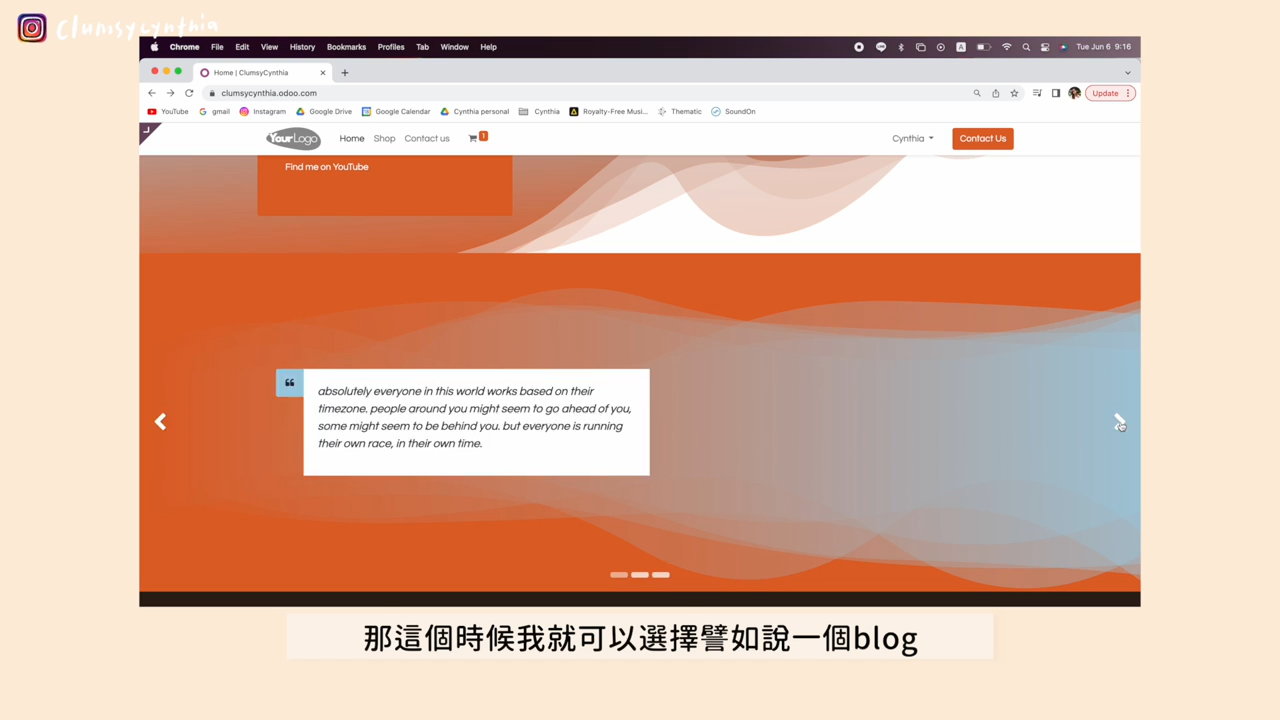 clumsycynthia
Chrome File Edit View History Bookmarks Profiles Tab Window Help A Tue Jun 6 9:16
Home | ClumsyCynthia
clumsycynthia.odoo.com Update
YouTube gmail Instagram Google Drive Google Calendar Cynthia personal Cynthia Royalty-Free Musi... Thematic SoundOn
YourLogo Home Shop Contact us 1 Cynthia Contact Us
Find me on YouTube
absolutely everyone in this world works based on their
timezone. people around you might seem to go ahead of you,
some might seem to be behind you. but everyone is running
their own race, in their own time.
那這個時候我就可以選擇譬如說一個blog